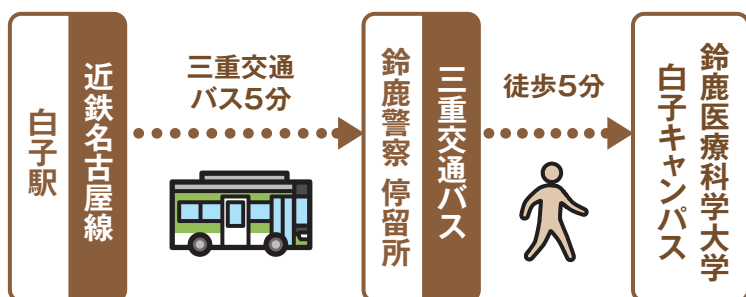 近鉄名古屋線
白子駅
三重交通
バス5分
三重交通バス
鈴鹿警察 停留所
徒歩5分
鈴鹿医療科学大学
白子キャンパス